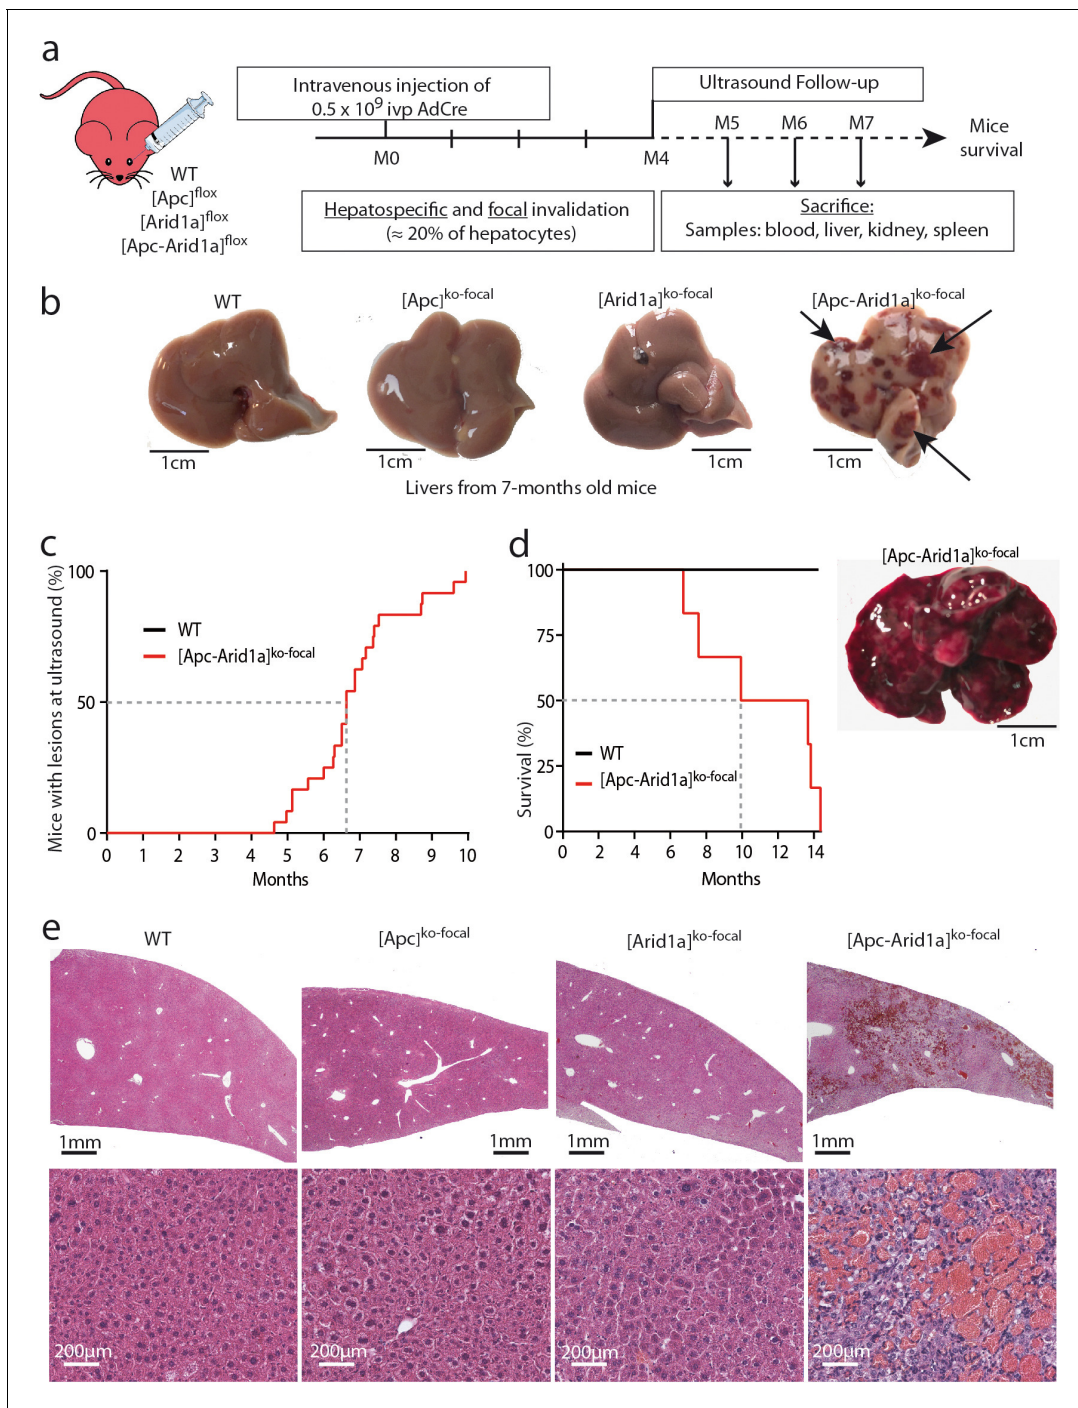 a
Intravenous injection of
0.5 x 10⁹ ivp AdCre
Ultrasound Follow-up
M0
M4
M5
M6
M7
Mice
survival
WT
[Apc]flox
[Arid1a]flox
[Apc-Arid1a]flox
Hepatospecific and focal invalidation
(≈ 20% of hepatocytes)
Sacrifice:
Samples: blood, liver, kidney, spleen
b
WT
[Apc]ko-focal
[Arid1a]ko-focal
[Apc-Arid1a]ko-focal
1cm
1cm
1cm
1cm
Livers from 7-months old mice
c
Mice with lesions at ultrasound (%)
100
50
0
WT
[Apc-Arid1a]ko-focal
0 1 2 3 4 5 6 7 8 9 10
Months
d
Survival (%)
100
75
50
25
0
WT
[Apc-Arid1a]ko-focal
0 2 4 6 8 10 12 14
Months
[Apc-Arid1a]ko-focal
1cm
e
WT
[Apc]ko-focal
[Arid1a]ko-focal
[Apc-Arid1a]ko-focal
1mm
1mm
1mm
1mm
200µm
200µm
200µm
200µm